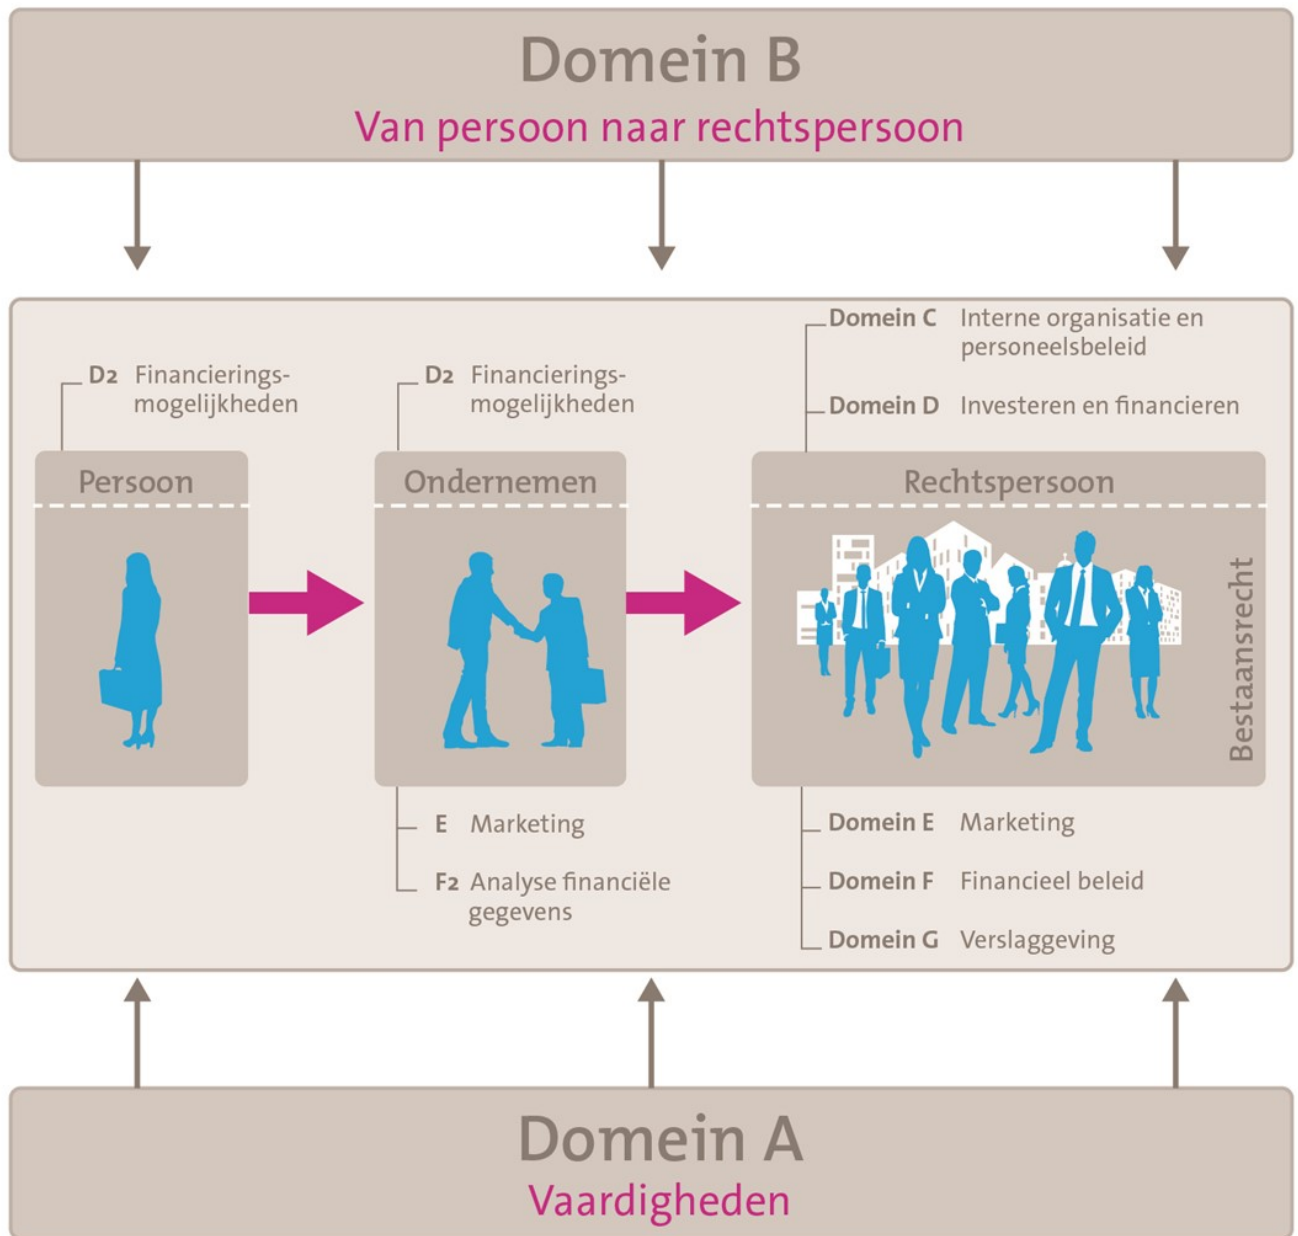 Domein B
Van persoon naar rechtspersoon
D2 Financierings-
mogelijkheden
Persoon
D2 Financierings-
mogelijkheden
Ondernemen
E Marketing
F2 Analyse financiële
gegevens
Domein C Interne organisatie en
personeelsbeleid
Domein D Investeren en financieren
Rechtspersoon
Bestaansrecht
Domein E Marketing
Domein F Financieel beleid
Domein G Verslaggeving
Domein A
Vaardigheden